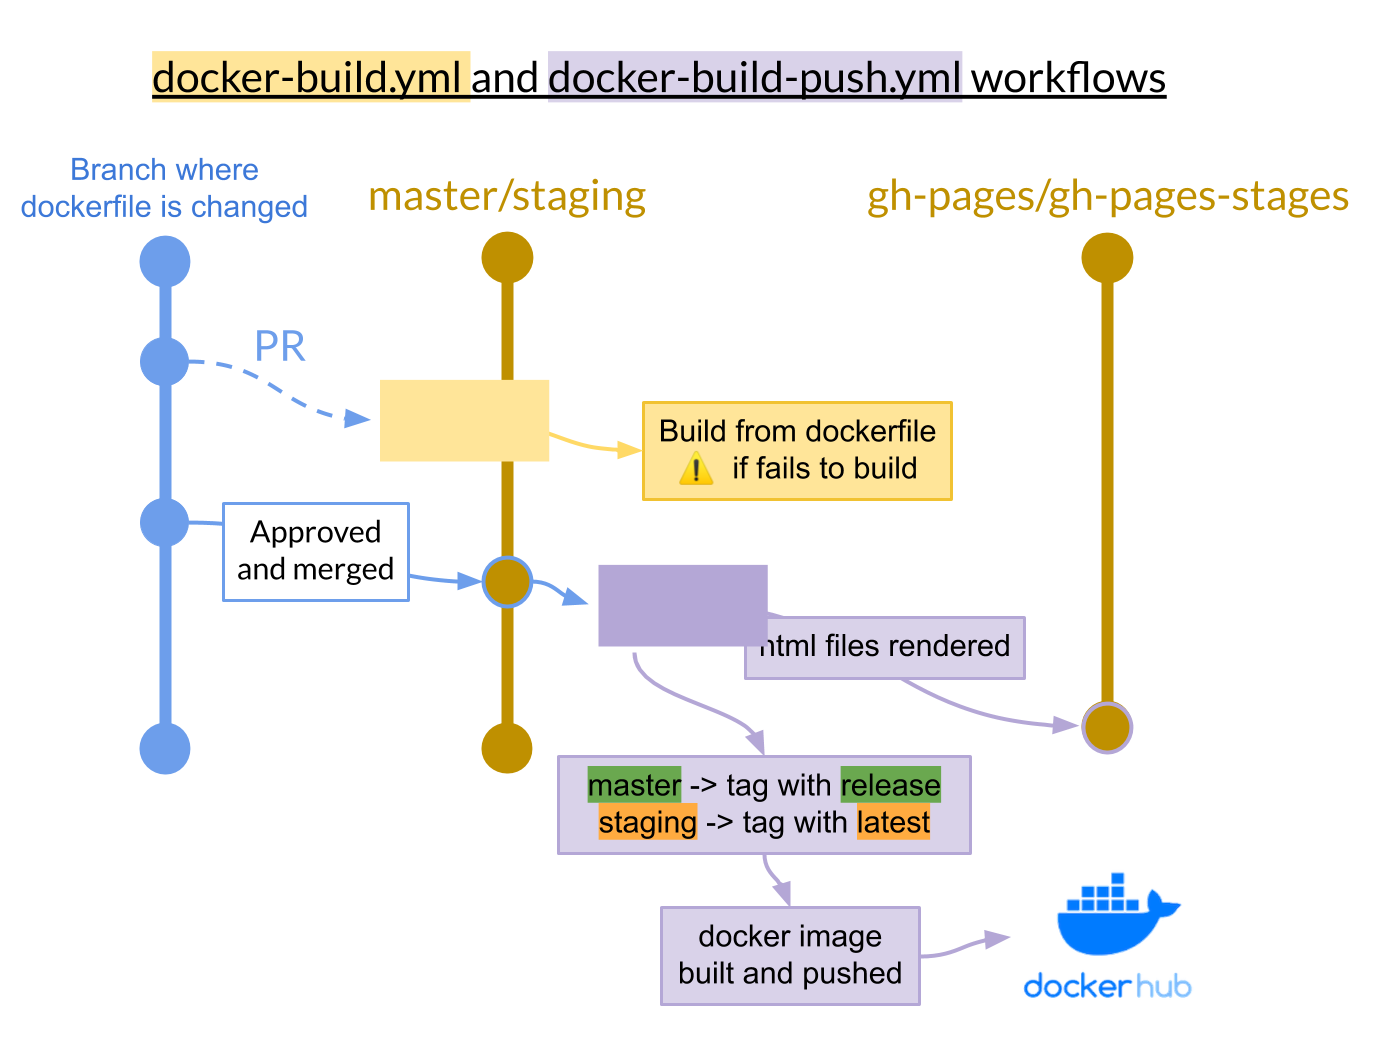 docker-build.yml and docker-build-push.yml workflows
Branch where
dockerfile is changed
master/staging
gh-pages/gh-pages-stages
PR
Build from dockerfile
⚠️ if fails to build
Approved
and merged
html files rendered
master -> tag with release
staging -> tag with latest
docker image
built and pushed
docker hub